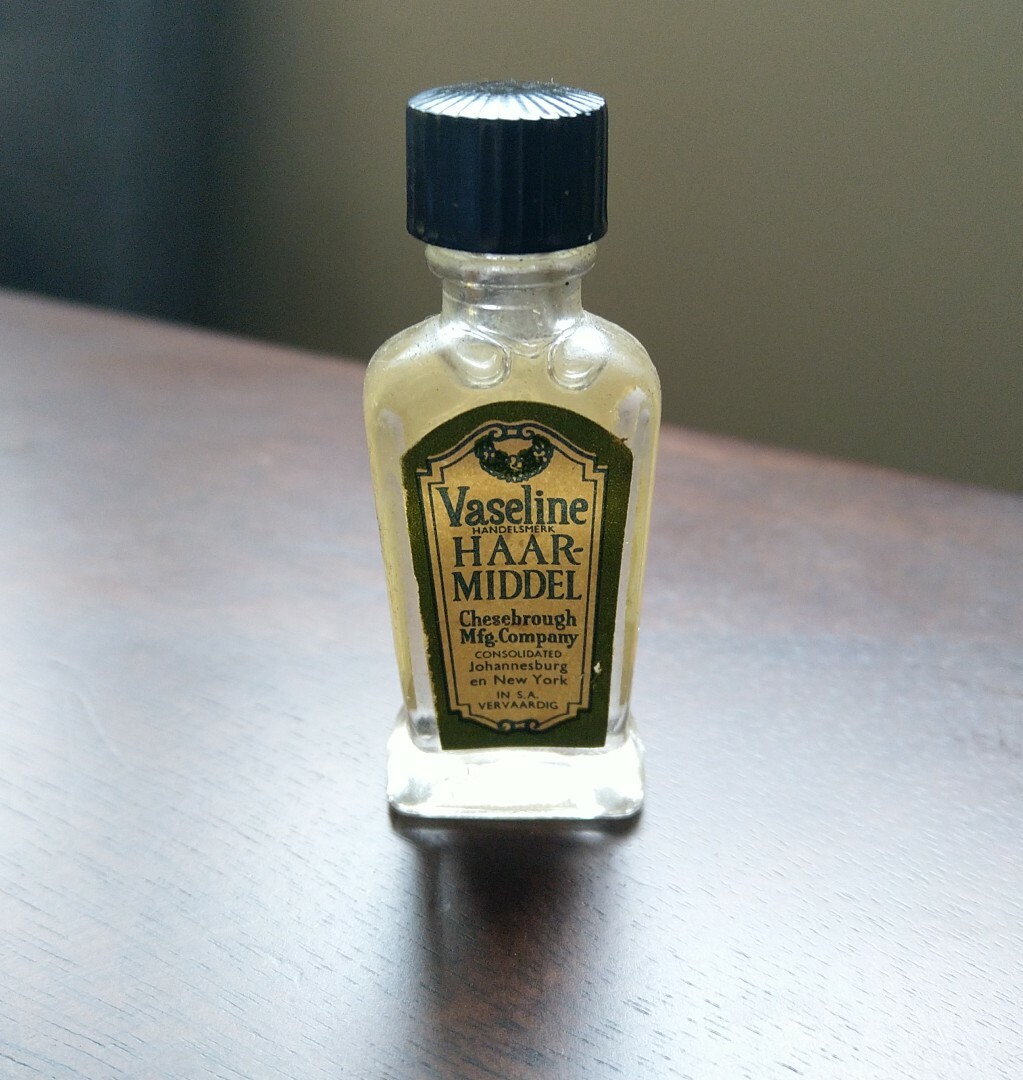 Vaseline
HANDELSMERK
HAAR-
MIDDEL
Chesebrough
Mfg. Company
CONSOLIDATED
Johannesburg
en New York
IN S.A.
VERVAARDIG